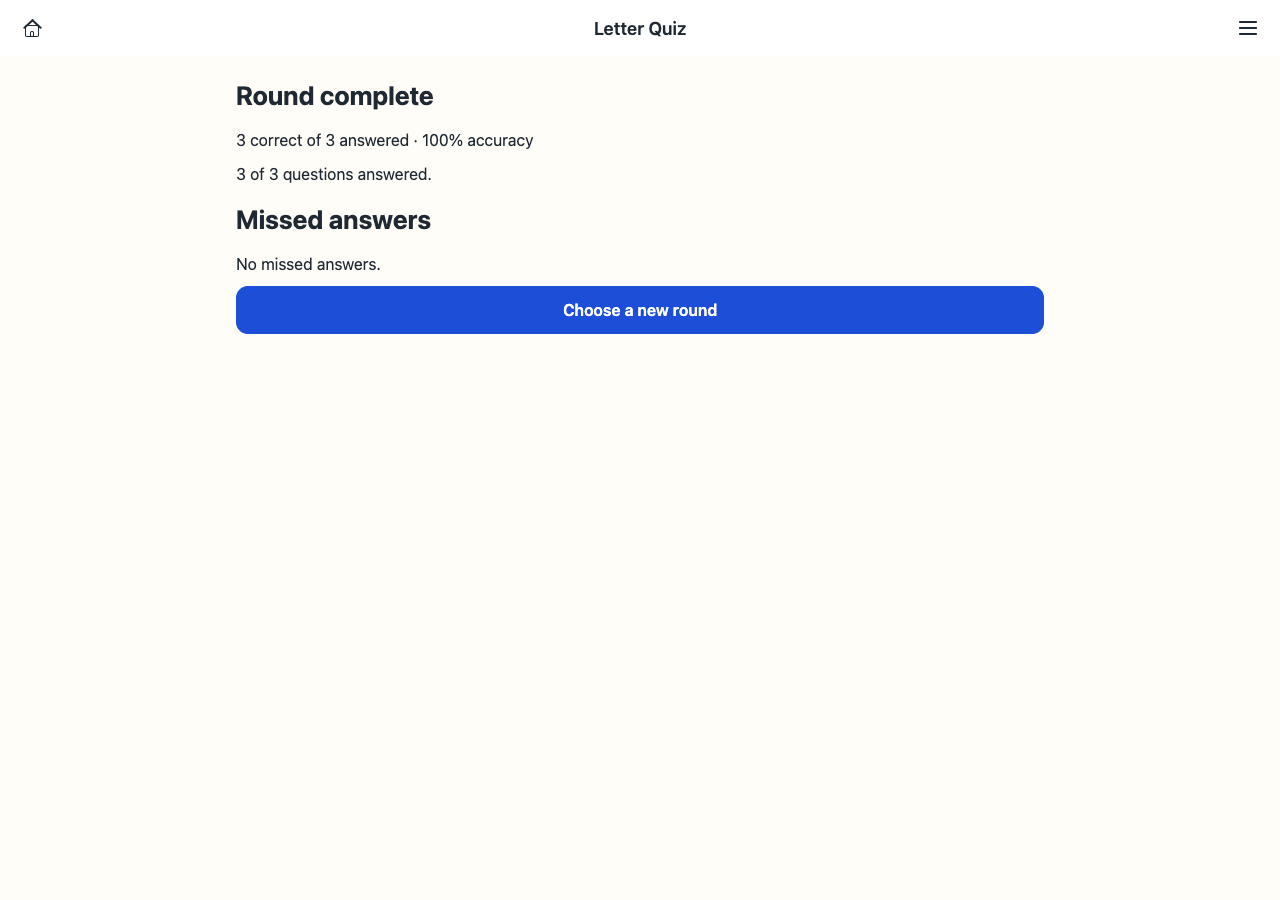 Letter Quiz
Round complete
3 correct of 3 answered · 100% accuracy
3 of 3 questions answered.
Missed answers
No missed answers.
Choose a new round